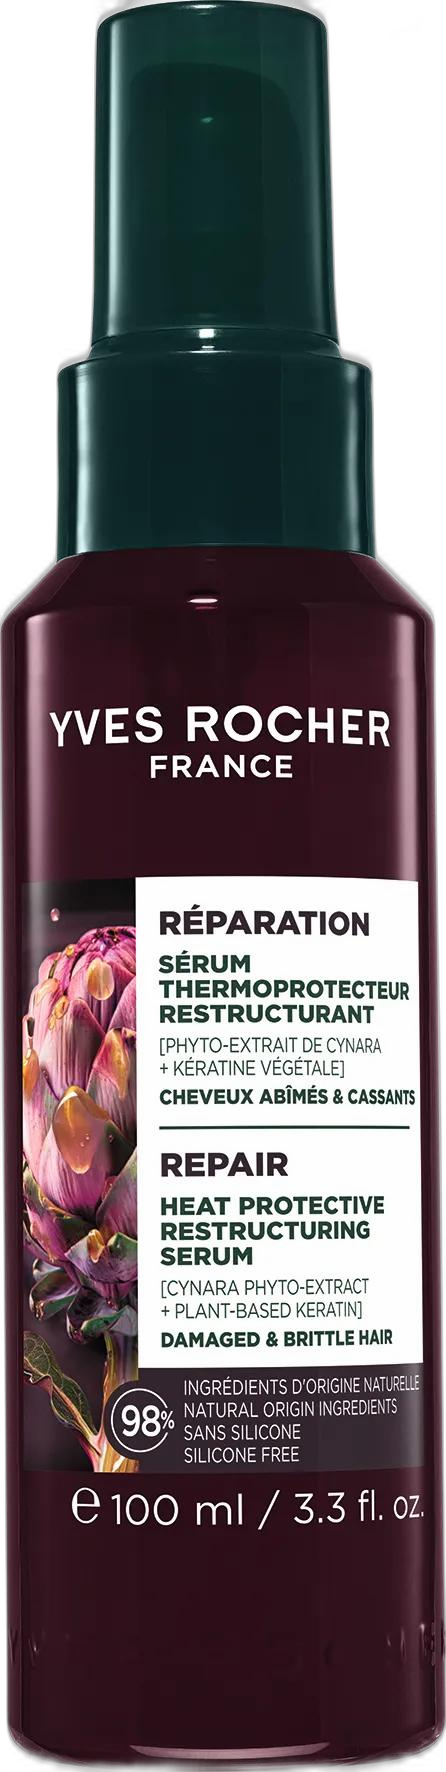 YVES ROCHER
FRANCE
RÉPARATION
SÉRUM
THERMOPROTECTEUR
RESTRUCTURANT
[PHYTO-EXTRAIT DE CYNARA
+ KÉRATINE VÉGÉTALE]
CHEVEUX ABÎMÉS & CASSANTS
REPAIR
HEAT PROTECTIVE
RESTRUCTURING
SERUM
[CYNARA PHYTO-EXTRACT
+ PLANT-BASED KERATIN]
DAMAGED & BRITTLE HAIR
98%
INGRÉDIENTS D'ORIGINE NATURELLE
NATURAL ORIGIN INGREDIENTS
SANS SILICONE
SILICONE FREE
e 100 ml / 3.3 fl. oz.